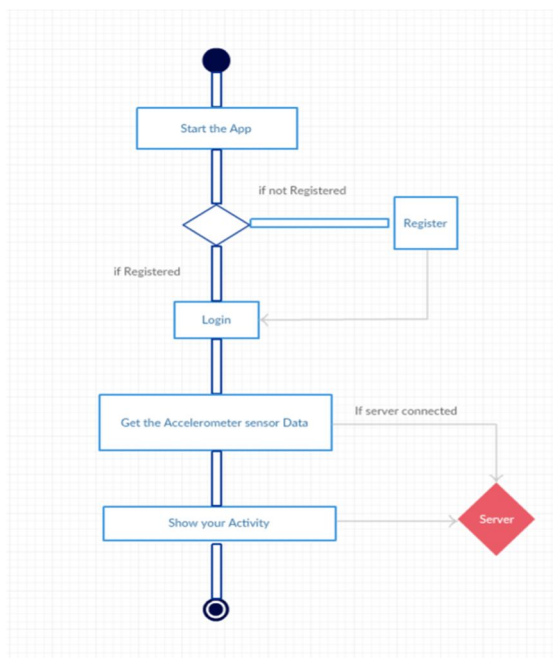 Start the App
if not Registered
Register
if Registered
Login
If server connected
Get the Accelerometer sensor Data
Server
Show your Activity